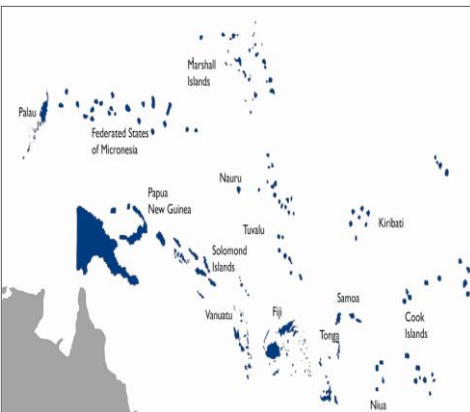 Marshall
Islands
Palau
Federated States
of Micronesia
Nauru
Papua
New Guinea
Kiribati
Tuvalu
Solomond
Islands
Samoa
Vanuatu
Fiji
Cook
Islands
Tonga
Niua